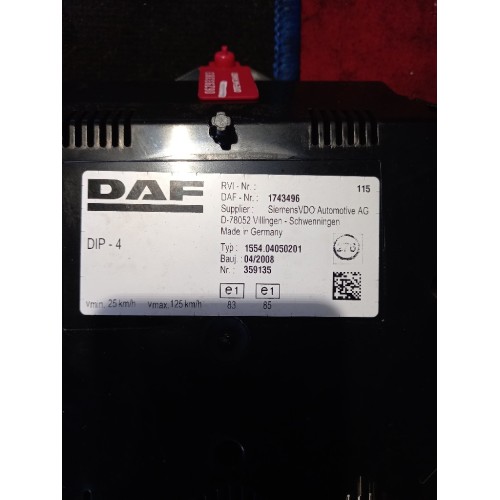 DAF
DIP - 4
vmin. 25 km/h vmax. 125 km/h
RVI - Nr. : 115
DAF - Nr. : 1743496
Supplier : SiemensVDO Automotive AG
D-78052 Villingen - Schwenningen
Made in Germany
Typ : 1554.04050201
Bauj : 04/2008
Nr. : 359135
e1 e1
83 85